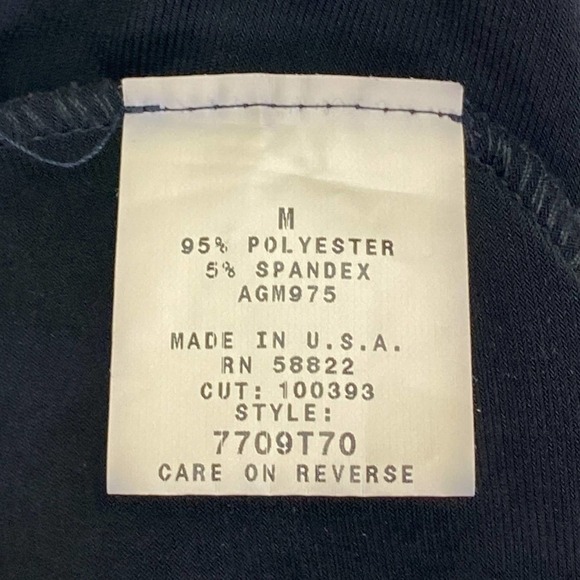 M
95% POLYESTER
5% SPANDEX
AGM975
MADE IN U.S.A.
RN 58822
CUT: 100393
STYLE:
7709T70
CARE ON REVERSE